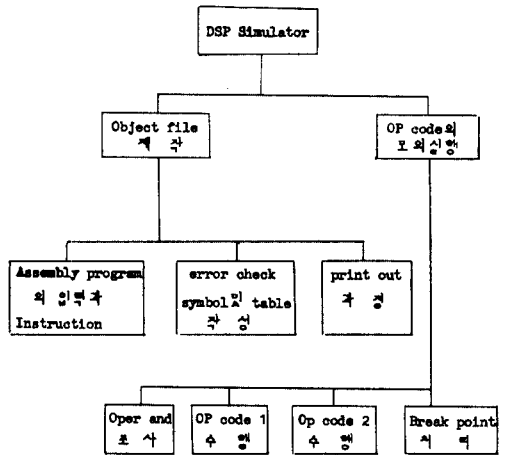 DSP Simulator
Object file
제 작
OP code의
모의실행
Assembly program
의 입력과
Instruction
error check
symbol및 table
작 성
print out
과 정
Oper and
조 사
OP code 1
수 행
Op code 2
수 행
Break point
처 리